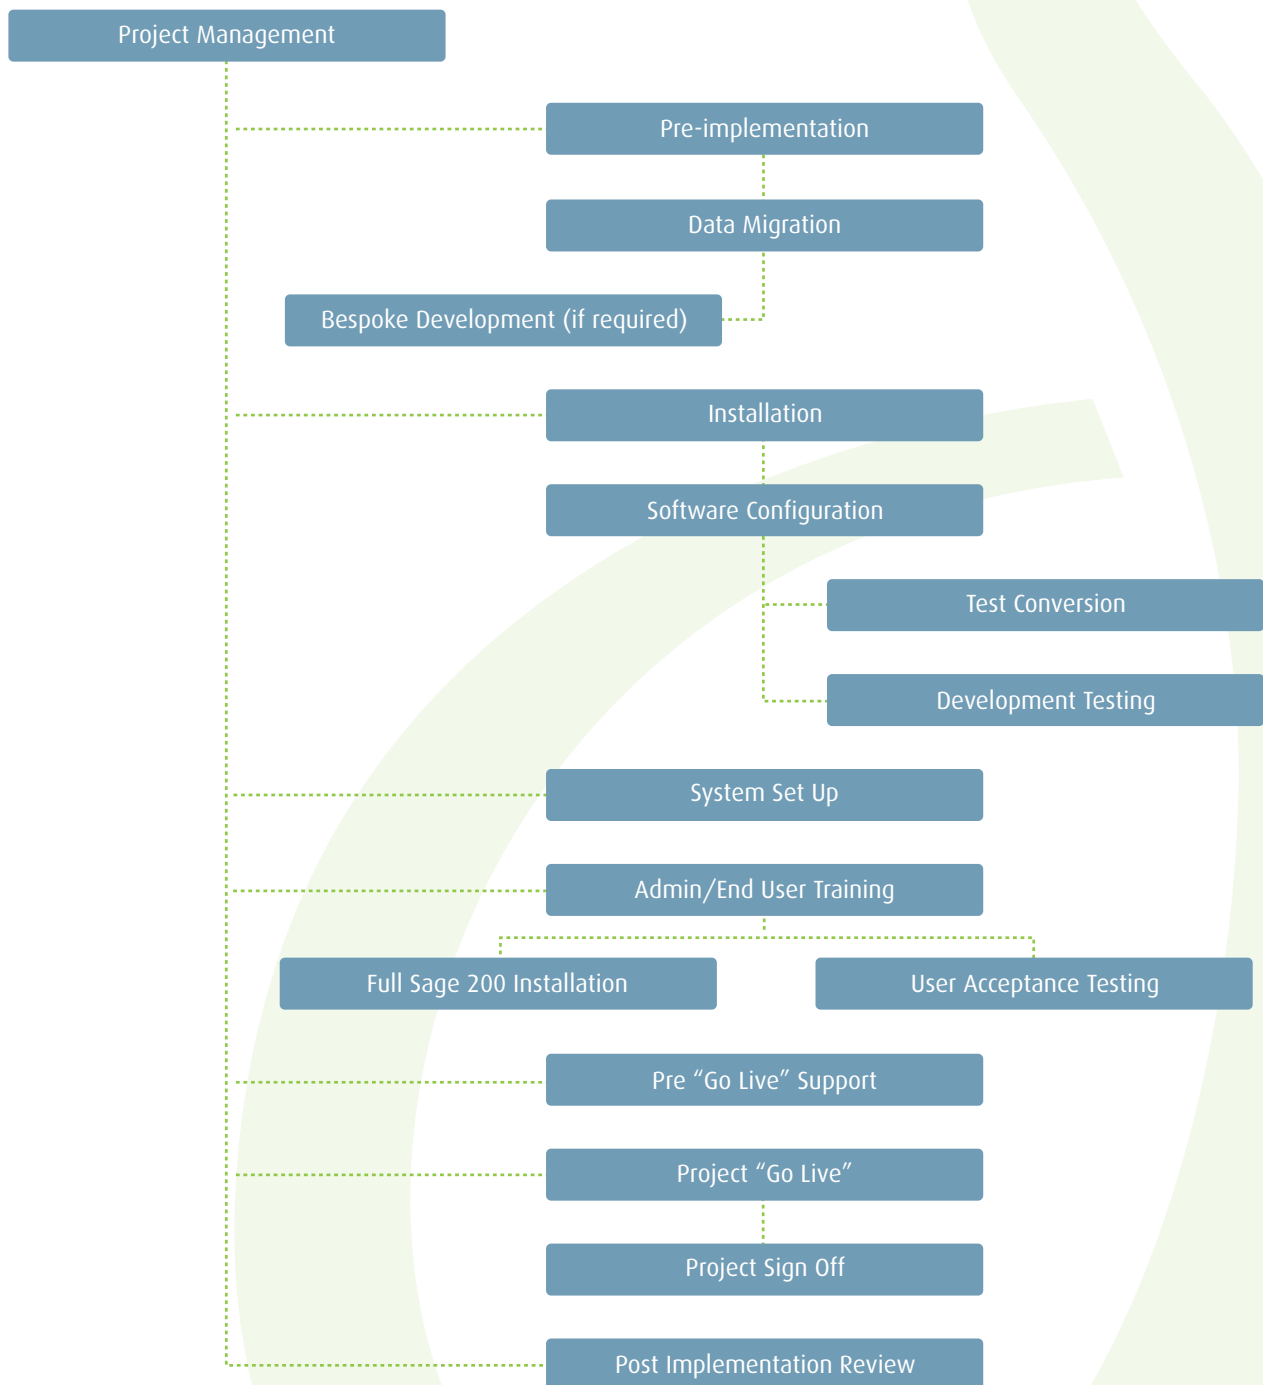 Project Management
Pre-implementation
Data Migration
Bespoke Development (if required)
Installation
Software Configuration
Test Conversion
Development Testing
System Set Up
Admin/End User Training
Full Sage 200 Installation
User Acceptance Testing
Pre “Go Live” Support
Project “Go Live”
Project Sign Off
Post Implementation Review